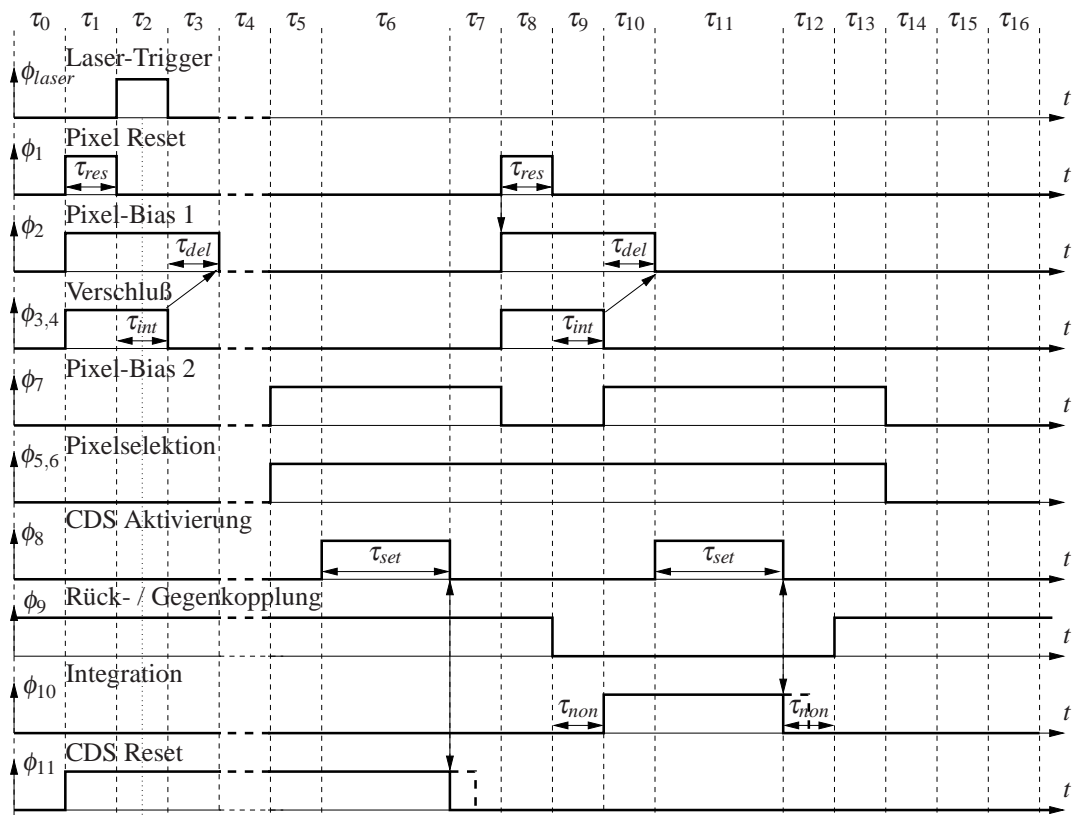 τ0 τ1 τ2 τ3 τ4 τ5 τ6 τ7 τ8 τ9 τ10 τ11 τ12 τ13 τ14 τ15 τ16
Laser-Trigger
ϕlaser t
Pixel Reset
ϕ1 τres τres t
Pixel-Bias 1
ϕ2 τdel τdel t
Verschluß
ϕ3,4 τint τint t
Pixel-Bias 2
ϕ7 t
Pixelselektion
ϕ5,6 t
CDS Aktivierung
ϕ8 τset τset t
Rück- / Gegenkopplung
ϕ9 t
Integration
ϕ10 τnon τnon t
CDS Reset
ϕ11 t